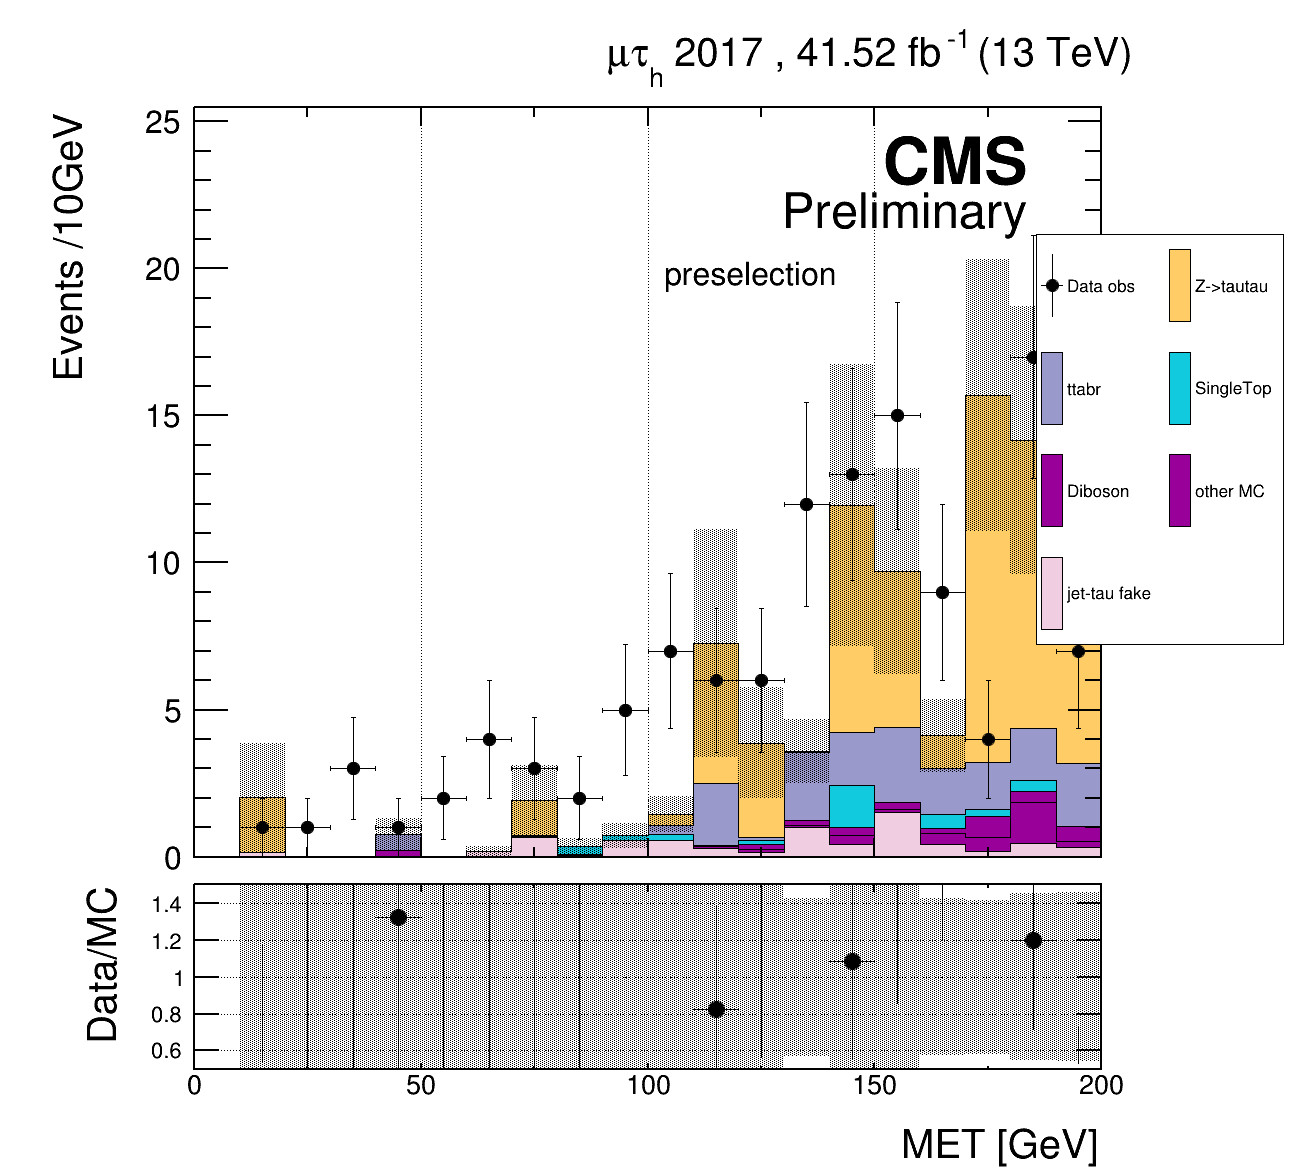 μτh 2017 , 41.52 fb-1 (13 TeV)
Events /10GeV
25
20
15
10
5
0
CMS
Preliminary
preselection
Data obs
Z->tautau
ttabr
SingleTop
Diboson
other MC
jet-tau fake
Data/MC
1.4
1.2
1
0.8
0.6
0 50 100 150 200
MET [GeV]